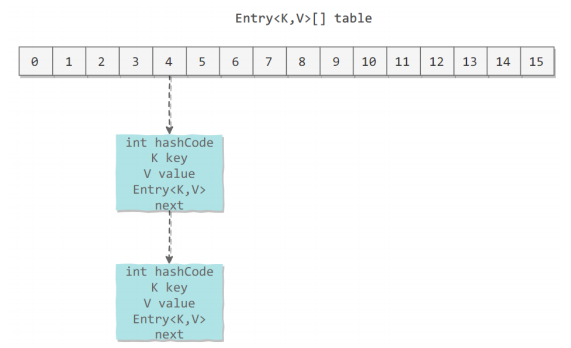 Entry<K,V>[] table
0 1 2 3 4 5 6 7 8 9 10 11 12 13 14 15
int hashCode
K key
V value
Entry<K,V>
next
int hashCode
K key
V value
Entry<K,V>
next